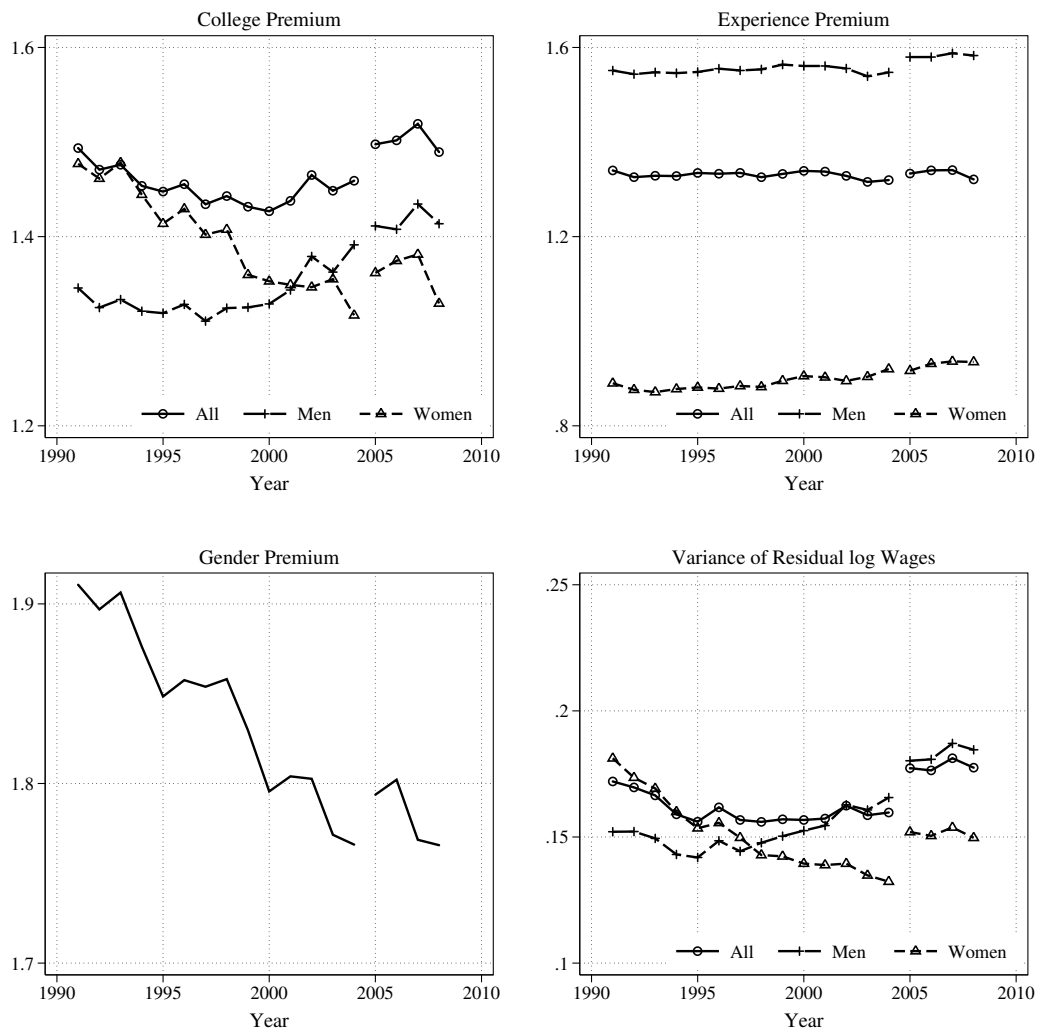 College Premium
1.6
1.4
1.2
All Men Women
1990 1995 2000 2005 2010
Year
Experience Premium
1.6
1.2
.8
All Men Women
1990 1995 2000 2005 2010
Year
Gender Premium
1.9
1.8
1.7
1990 1995 2000 2005 2010
Year
Variance of Residual log Wages
.25
.2
.15
.1
All Men Women
1990 1995 2000 2005 2010
Year